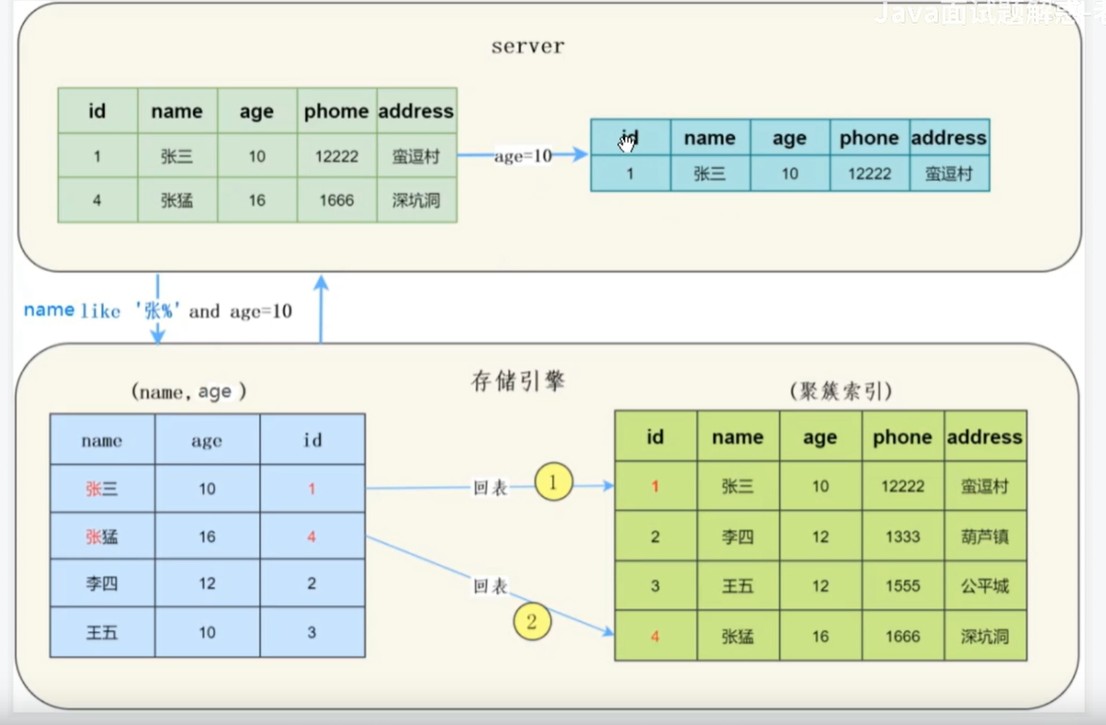 Java面试题解惑-
server
id name age phome address
1 张三 10 12222 蛮逗村
4 张猛 16 1666 深坑洞
age=10
id name age phone address
1 张三 10 12222 蛮逗村
name like '张%' and age=10
存储引擎
(name, age )
name age id
张三 10 1
张猛 16 4
李四 12 2
王五 10 3
回表 1
回表 2
(聚簇索引)
id name age phone address
1 张三 10 12222 蛮逗村
2 李四 12 1333 葫芦镇
3 王五 12 1555 公平城
4 张猛 16 1666 深坑洞